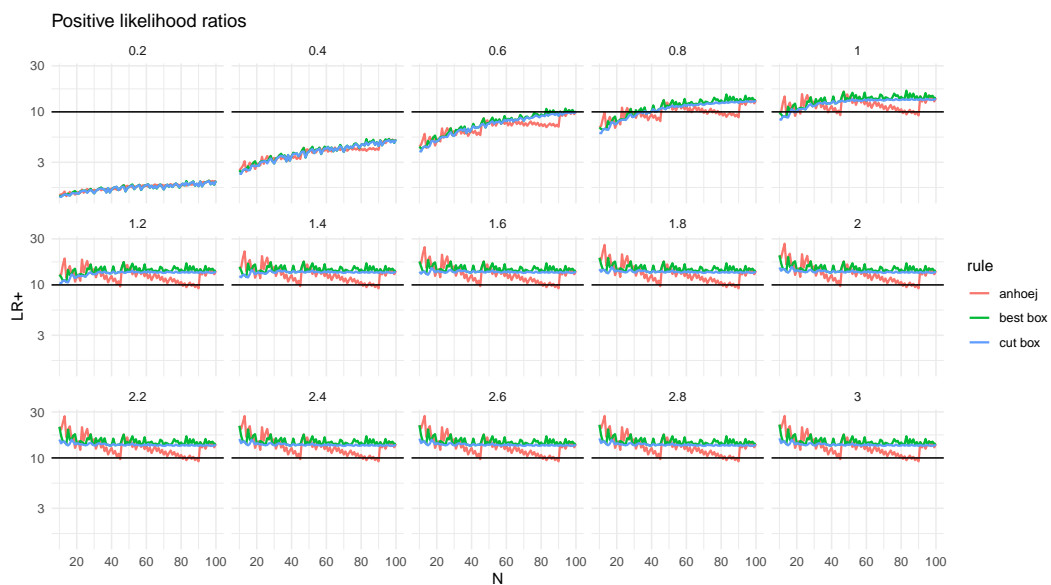 Positive likelihood ratios
0.2 0.4 0.6 0.8 1
30
10
3
1.2 1.4 1.6 1.8 2
30
10
3
2.2 2.4 2.6 2.8 3
30
10
3
20 40 60 80 100 20 40 60 80 100 20 40 60 80 100 20 40 60 80 100 20 40 60 80 100
N
LR+
rule
anhoej
best box
cut box